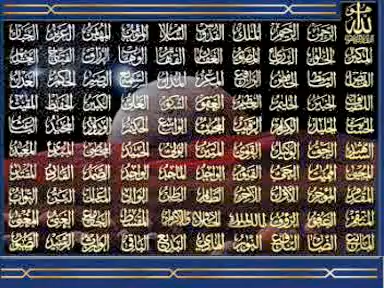 الله
الرحمن الرحيم الملك القدوس السلام المؤمن المهيمن العزيز الجبار
المتكبر الخالق البارئ المصور الغفار القهار الوهاب الرزاق الفتاح العليم
القابض الباسط الخافض الرافع المعز المذل السميع البصير الحكم العدل
اللطيف الخبير الحليم العظيم الغفور الشكور العلي الكبير الحفيظ المقيت
الحسيب الجليل الكريم الرقيب المجيب الواسع الحكيم الودود المجيد الباعث
الشهيد الحق الوكيل القوي المتين الولي الحميد المحصي المبدئ المعيد
المحيي المميت الحي القيوم الواجد الماجد الواحد الصمد القادر المقتدر
المقدم المؤخر الأول الآخر الظاهر الباطن الوالي المتعال البر التواب
المنتقم العفو الرؤوف مالك الملك ذو الجلال والإكرام المقسط الجامع الغني المغني
المانع الضار النافع النور الهادي البديع الباقي الوارث الرشيد الصبور